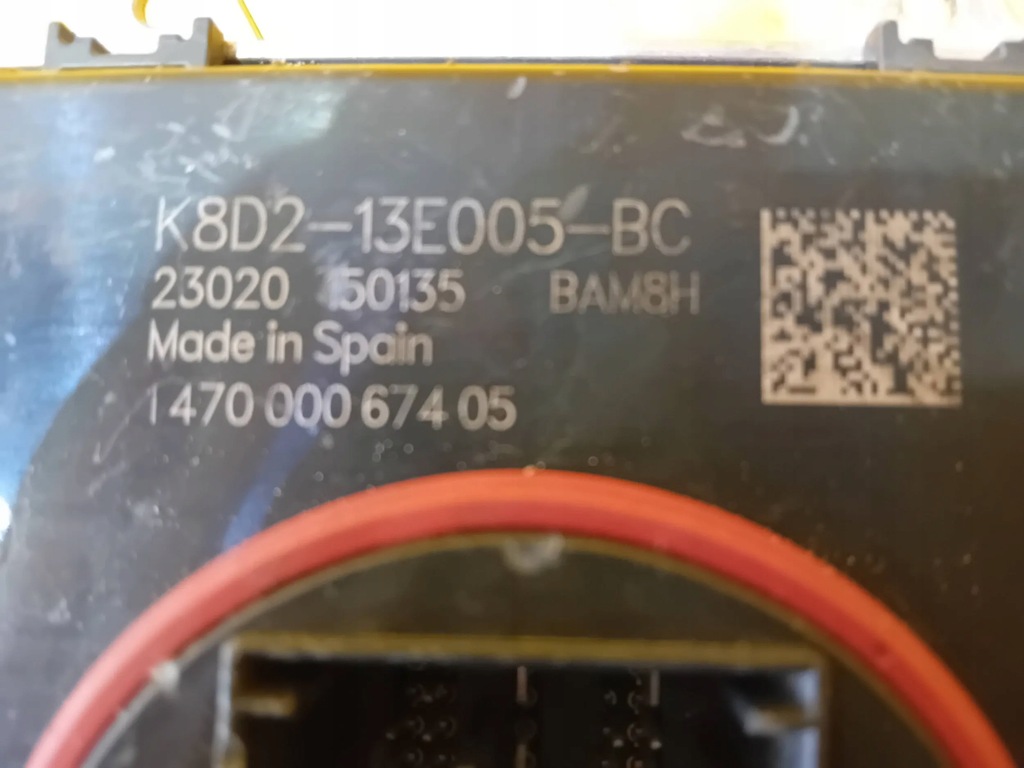 K8D2-13E005-BC
23020 150135 BAM8H
Made in Spain
1 470 000 674 05